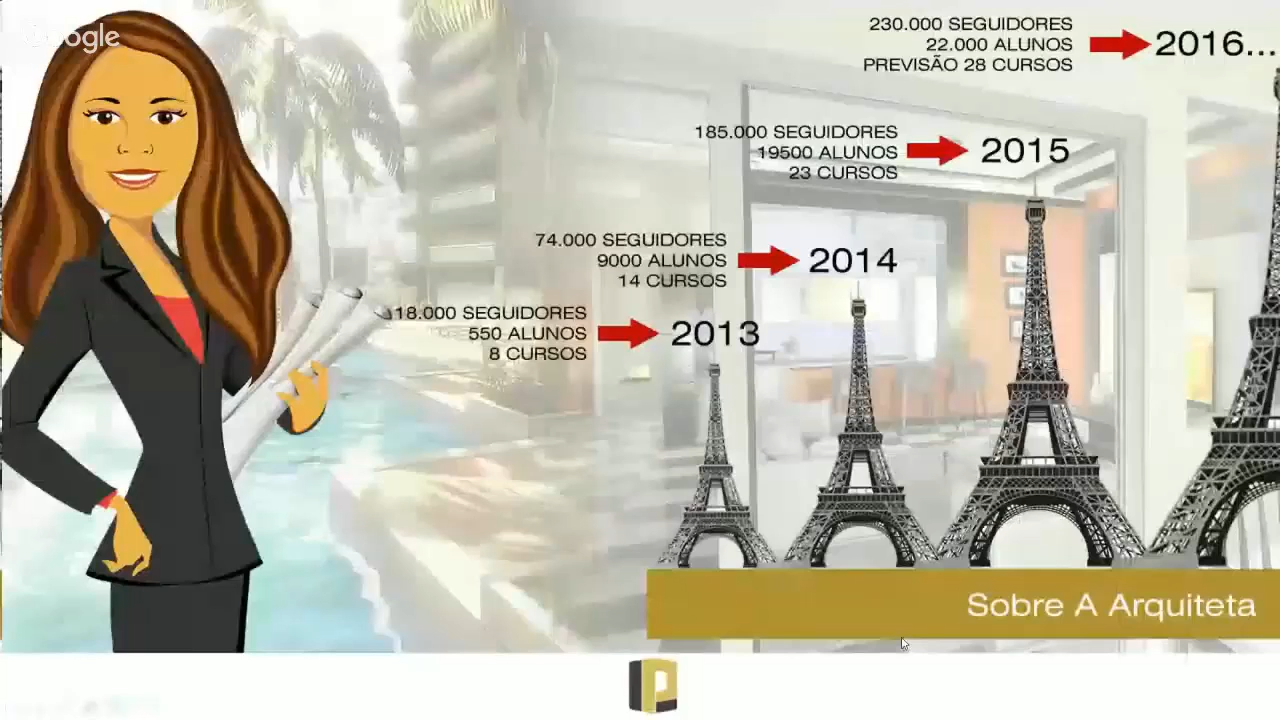 Google
230.000 SEGUIDORES
22.000 ALUNOS
PREVISÃO 28 CURSOS
2016...
185.000 SEGUIDORES
19500 ALUNOS
23 CURSOS
2015
74.000 SEGUIDORES
9000 ALUNOS
14 CURSOS
2014
18.000 SEGUIDORES
550 ALUNOS
8 CURSOS
2013
Sobre A Arquiteta